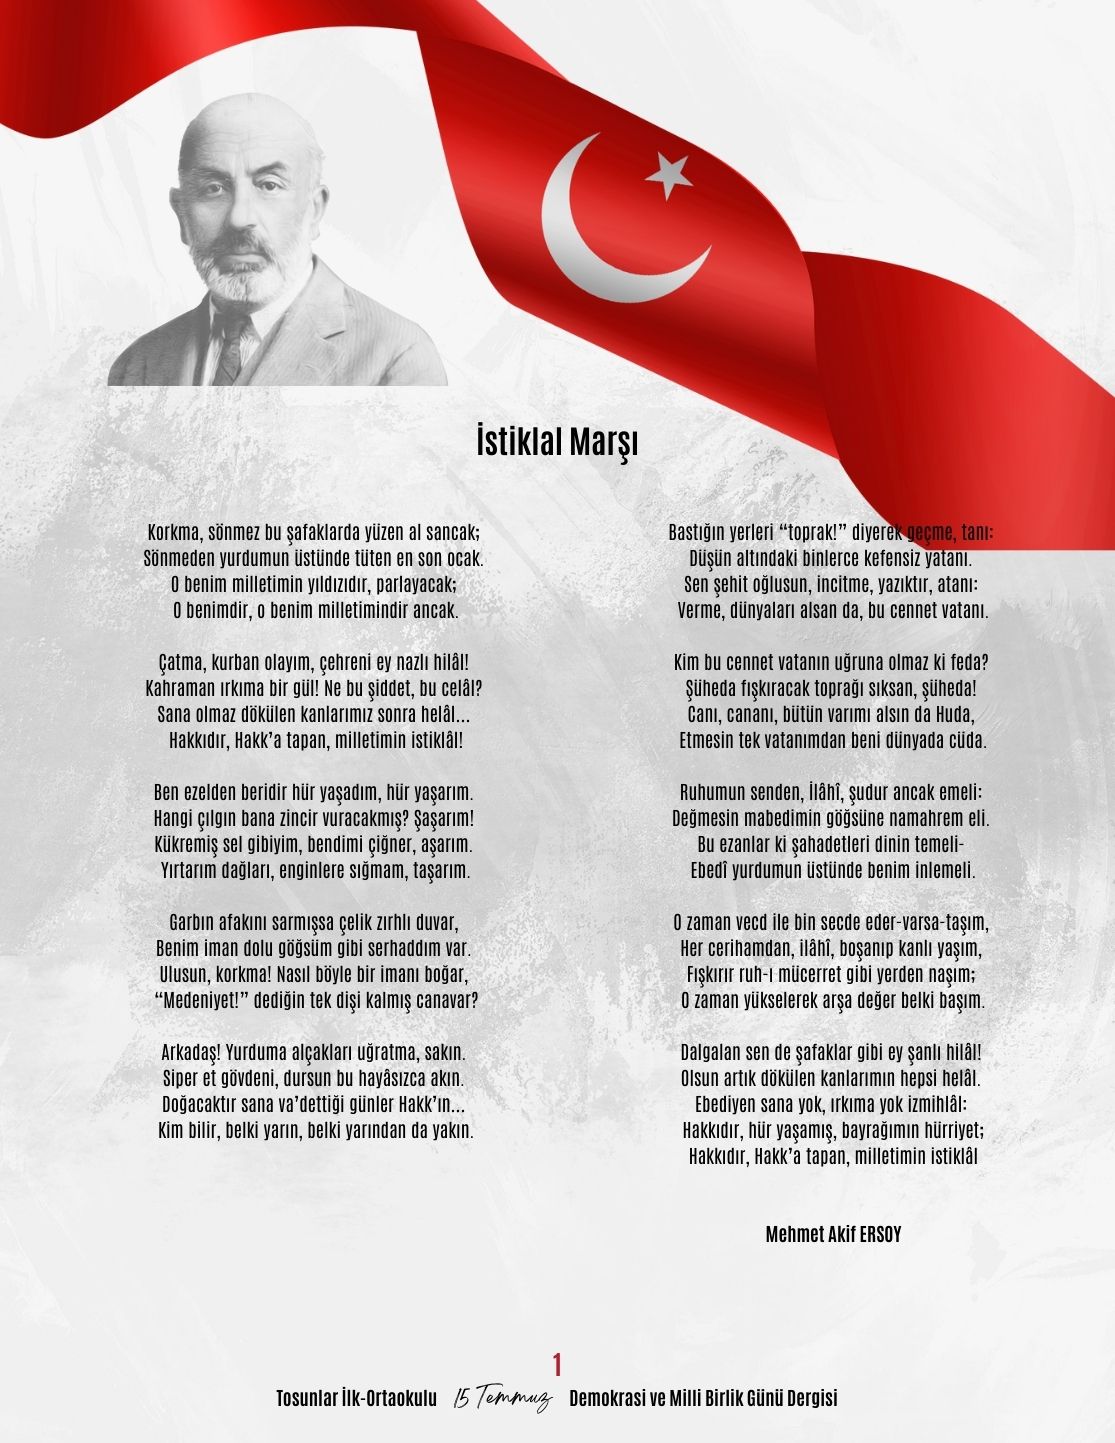 İstiklal Marşı
Korkma, sönmez bu şafaklarda yüzen al sancak;
Sönmeden yurdumun üstünde tüten en son ocak.
O benim milletimin yıldızıdır, parlayacak;
O benimdir, o benim milletimindir ancak.
Çatma, kurban olayım, çehreni ey nazlı hilâl!
Kahraman ırkıma bir gül! Ne bu şiddet, bu celâl?
Sana olmaz dökülen kanlarımız sonra helâl...
Hakkıdır, Hakk’a tapan, milletimin istiklâl!
Ben ezelden beridir hür yaşadım, hür yaşarım.
Hangi çılgın bana zincir vuracakmış? Şaşarım!
Kükremiş sel gibiyim, bendimi çiğner, aşarım.
Yırtarım dağları, enginlere sığmam, taşarım.
Garbın afakını sarmışsa çelik zırhlı duvar,
Benim iman dolu göğsüm gibi serhaddım var.
Ulusun, korkma! Nasıl böyle bir imanı boğar,
“Medeniyet!” dediğin tek dişi kalmış canavar?
Arkadaş! Yurduma alçakları uğratma, sakın.
Siper et gövdeni, dursun bu hayâsızca akın.
Doğacaktır sana va’dettiği günler Hakk’ın...
Kim bilir, belki yarın, belki yarından da yakın.
Bastığın yerleri “toprak!” diyerek geçme, tanı:
Düşün altındaki binlerce kefensiz yatanı.
Sen şehit oğlusun, incitme, yazıktır, atanı:
Verme, dünyaları alsan da, bu cennet vatanı.
Kim bu cennet vatanın uğruna olmaz ki feda?
Şüheda fışkıracak toprağı sıksan, şüheda!
Canı, cananı, bütün varımı alsın da Huda,
Etmesin tek vatanımdan beni dünyada cüda.
Ruhumun senden, İlâhî, şudur ancak emeli:
Değmesin mabedimin göğsüne namahrem eli.
Bu ezanlar ki şahadetleri dinin temeli-
Ebedî yurdumun üstünde benim inlemeli.
O zaman vecd ile bin secde eder-varsa-taşım,
Her cerihamdan, ilâhî, boşanıp kanlı yaşım,
Fışkırır ruh-ı mücerret gibi yerden naşım;
O zaman yükselerek arşa değer belki başım.
Dalgalan sen de şafaklar gibi ey şanlı hilâl!
Olsun artık dökülen kanlarımın hepsi helâl.
Ebediyen sana yok, ırkıma yok izmihlâl:
Hakkıdır, hür yaşamış, bayrağımın hürriyet;
Hakkıdır, Hakk’a tapan, milletimin istiklâl
Mehmet Akif ERSOY
1
Tosunlar İlk-Ortaokulu 15 Temmuz Demokrasi ve Milli Birlik Günü Dergisi